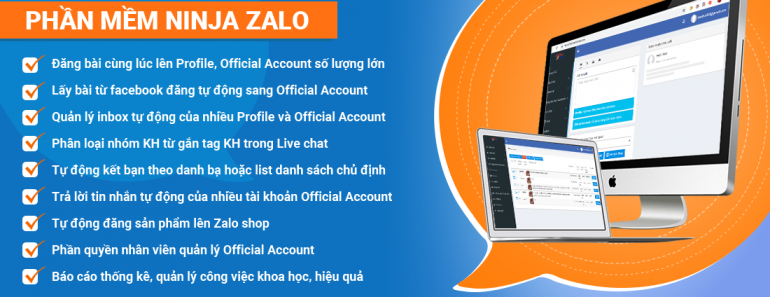 PHẦN MỀM NINJA ZALO
Đăng bài cùng lúc lên Profile, Official Account số lượng lớn
Lấy bài từ facebook đăng tự động sang Official Account
Quản lý inbox tự động của nhiều Profile và Official Account
Phân loại nhóm KH từ gắn tag KH trong Live chat
Tự động kết bạn theo danh bạ hoặc list danh sách chủ định
Trả lời tin nhắn tự động của nhiều tài khoản Official Account
Tự động đăng sản phẩm lên Zalo shop
Phần quyền nhân viên quản lý Official Account
Báo cáo thống kê, quản lý công việc khoa học, hiệu quả